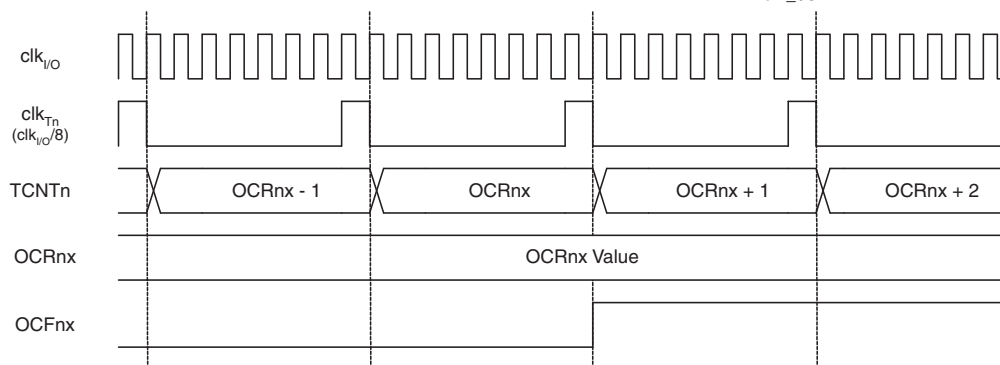 clkI/O
clkTn
(clkI/O/8)
TCNTn OCRnx - 1 OCRnx OCRnx + 1 OCRnx + 2
OCRnx OCRnx Value
OCFnx